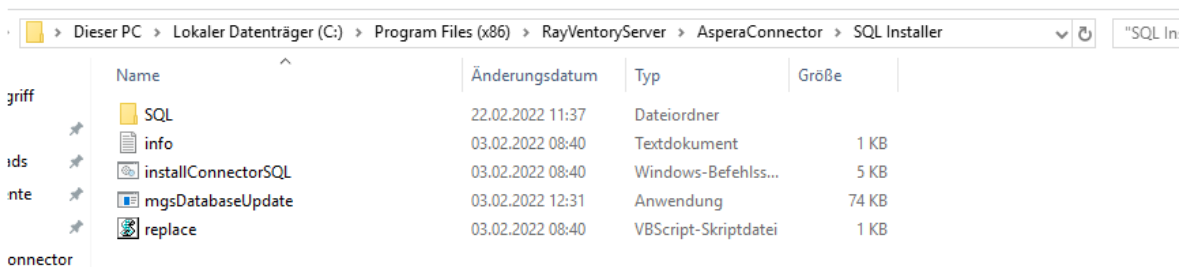 Dieser PC > Lokaler Datenträger (C:) > Program Files (x86) > RayVentoryServer > AsperaConnector > SQL Installer "SQL Ins
Name Änderungsdatum Typ Größe
griff
SQL 22.02.2022 11:37 Dateiordner
info 03.02.2022 08:40 Textdokument 1 KB
ads installConnectorSQL 03.02.2022 08:40 Windows-Befehlss... 5 KB
nte mgsDatabaseUpdate 03.02.2022 12:31 Anwendung 74 KB
replace 03.02.2022 08:40 VBScript-Skriptdatei 1 KB
onnector